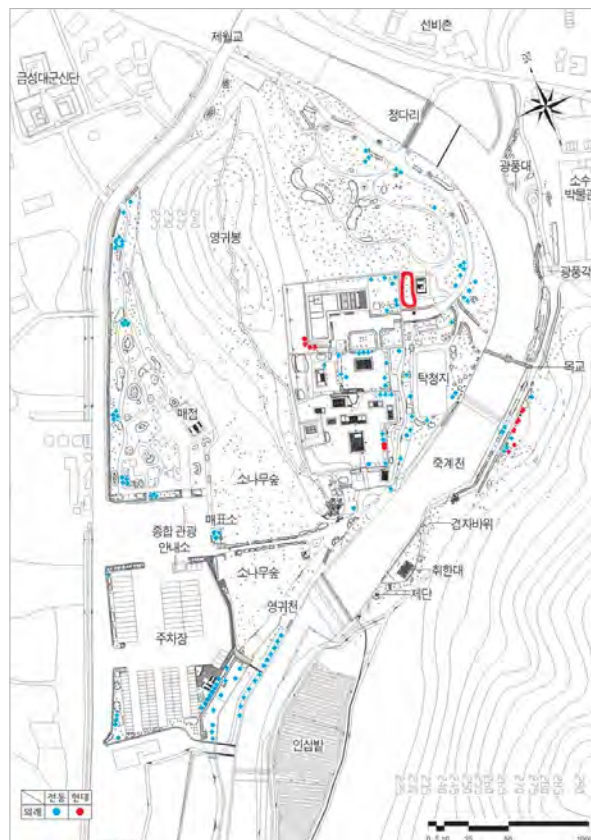 선비촌
제월교
금성대군신단
청다리
광풍대
소수
박물관
영귀봉
광풍각
목교
탁청지
매점
죽계천
소나무숲
매표소
종합 관광
안내소
경자바위
취한대
소나무숲
영귀천
제단
주차장
인삼밭
전통 현대
외래